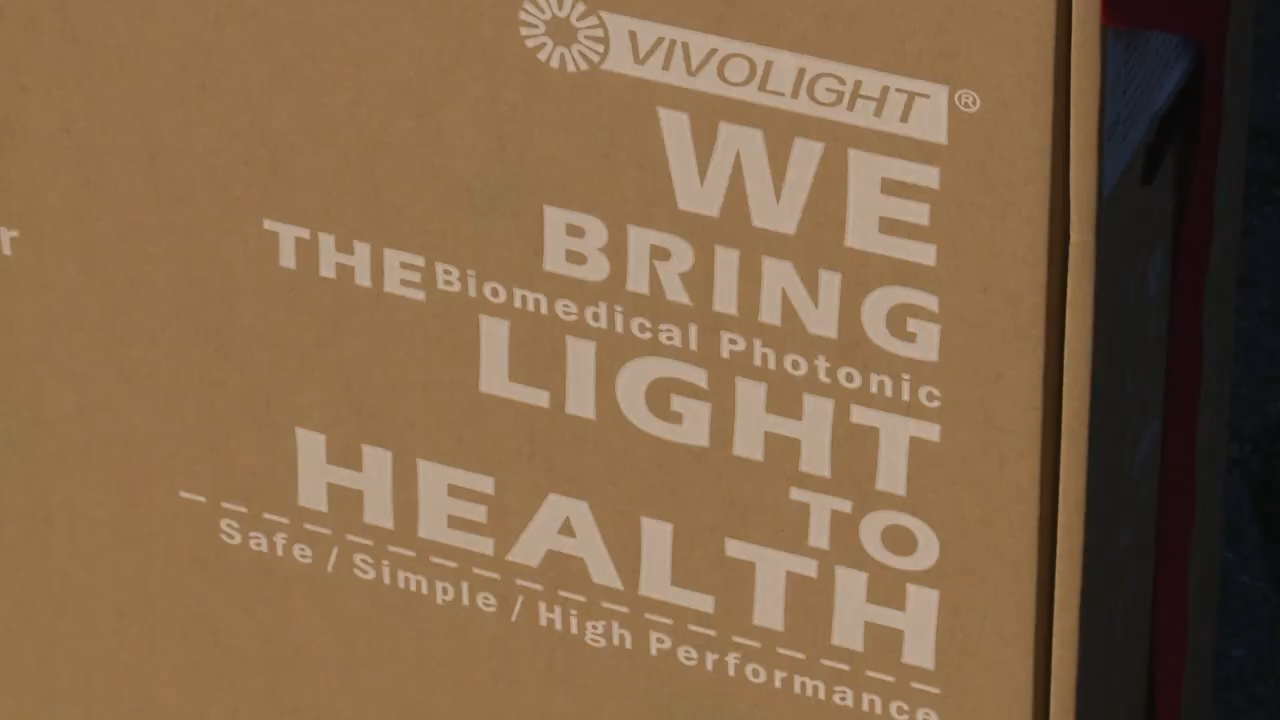 VIVOLIGHT®
WE
BRING
THE Biomedical Photonic
LIGHT
TO
HEALTH
Safe / Simple / High Performance